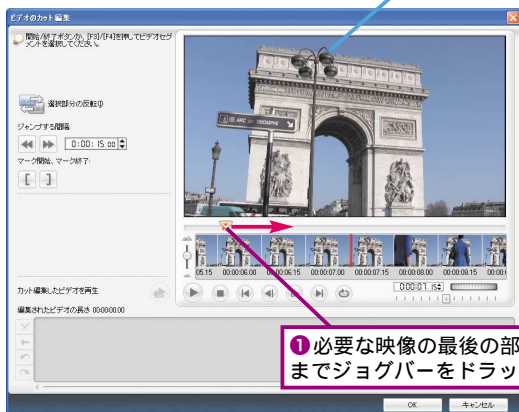 ビデオのカット編集
開始/終了ボタンか、[F3]/[F4]を押してビデオセグ
メントを選択してください。
選択部分の反転(I)
ジャンプする間隔
0:00:15.00
マーク開始、マーク終了:
ARC DE TRIOMPHE
05.15 00:00:06.00 00:00:06.15 00:00:07.00 00:00:07.15 00:00:08.00 00:00:08.15 00:00:
カット編集したビデオを再生
0:00:07.15
編集されたビデオの長さ 00:00:00.00
❶必要な映像の最後の部
までジョグバーをドラッ
OK キャンセル